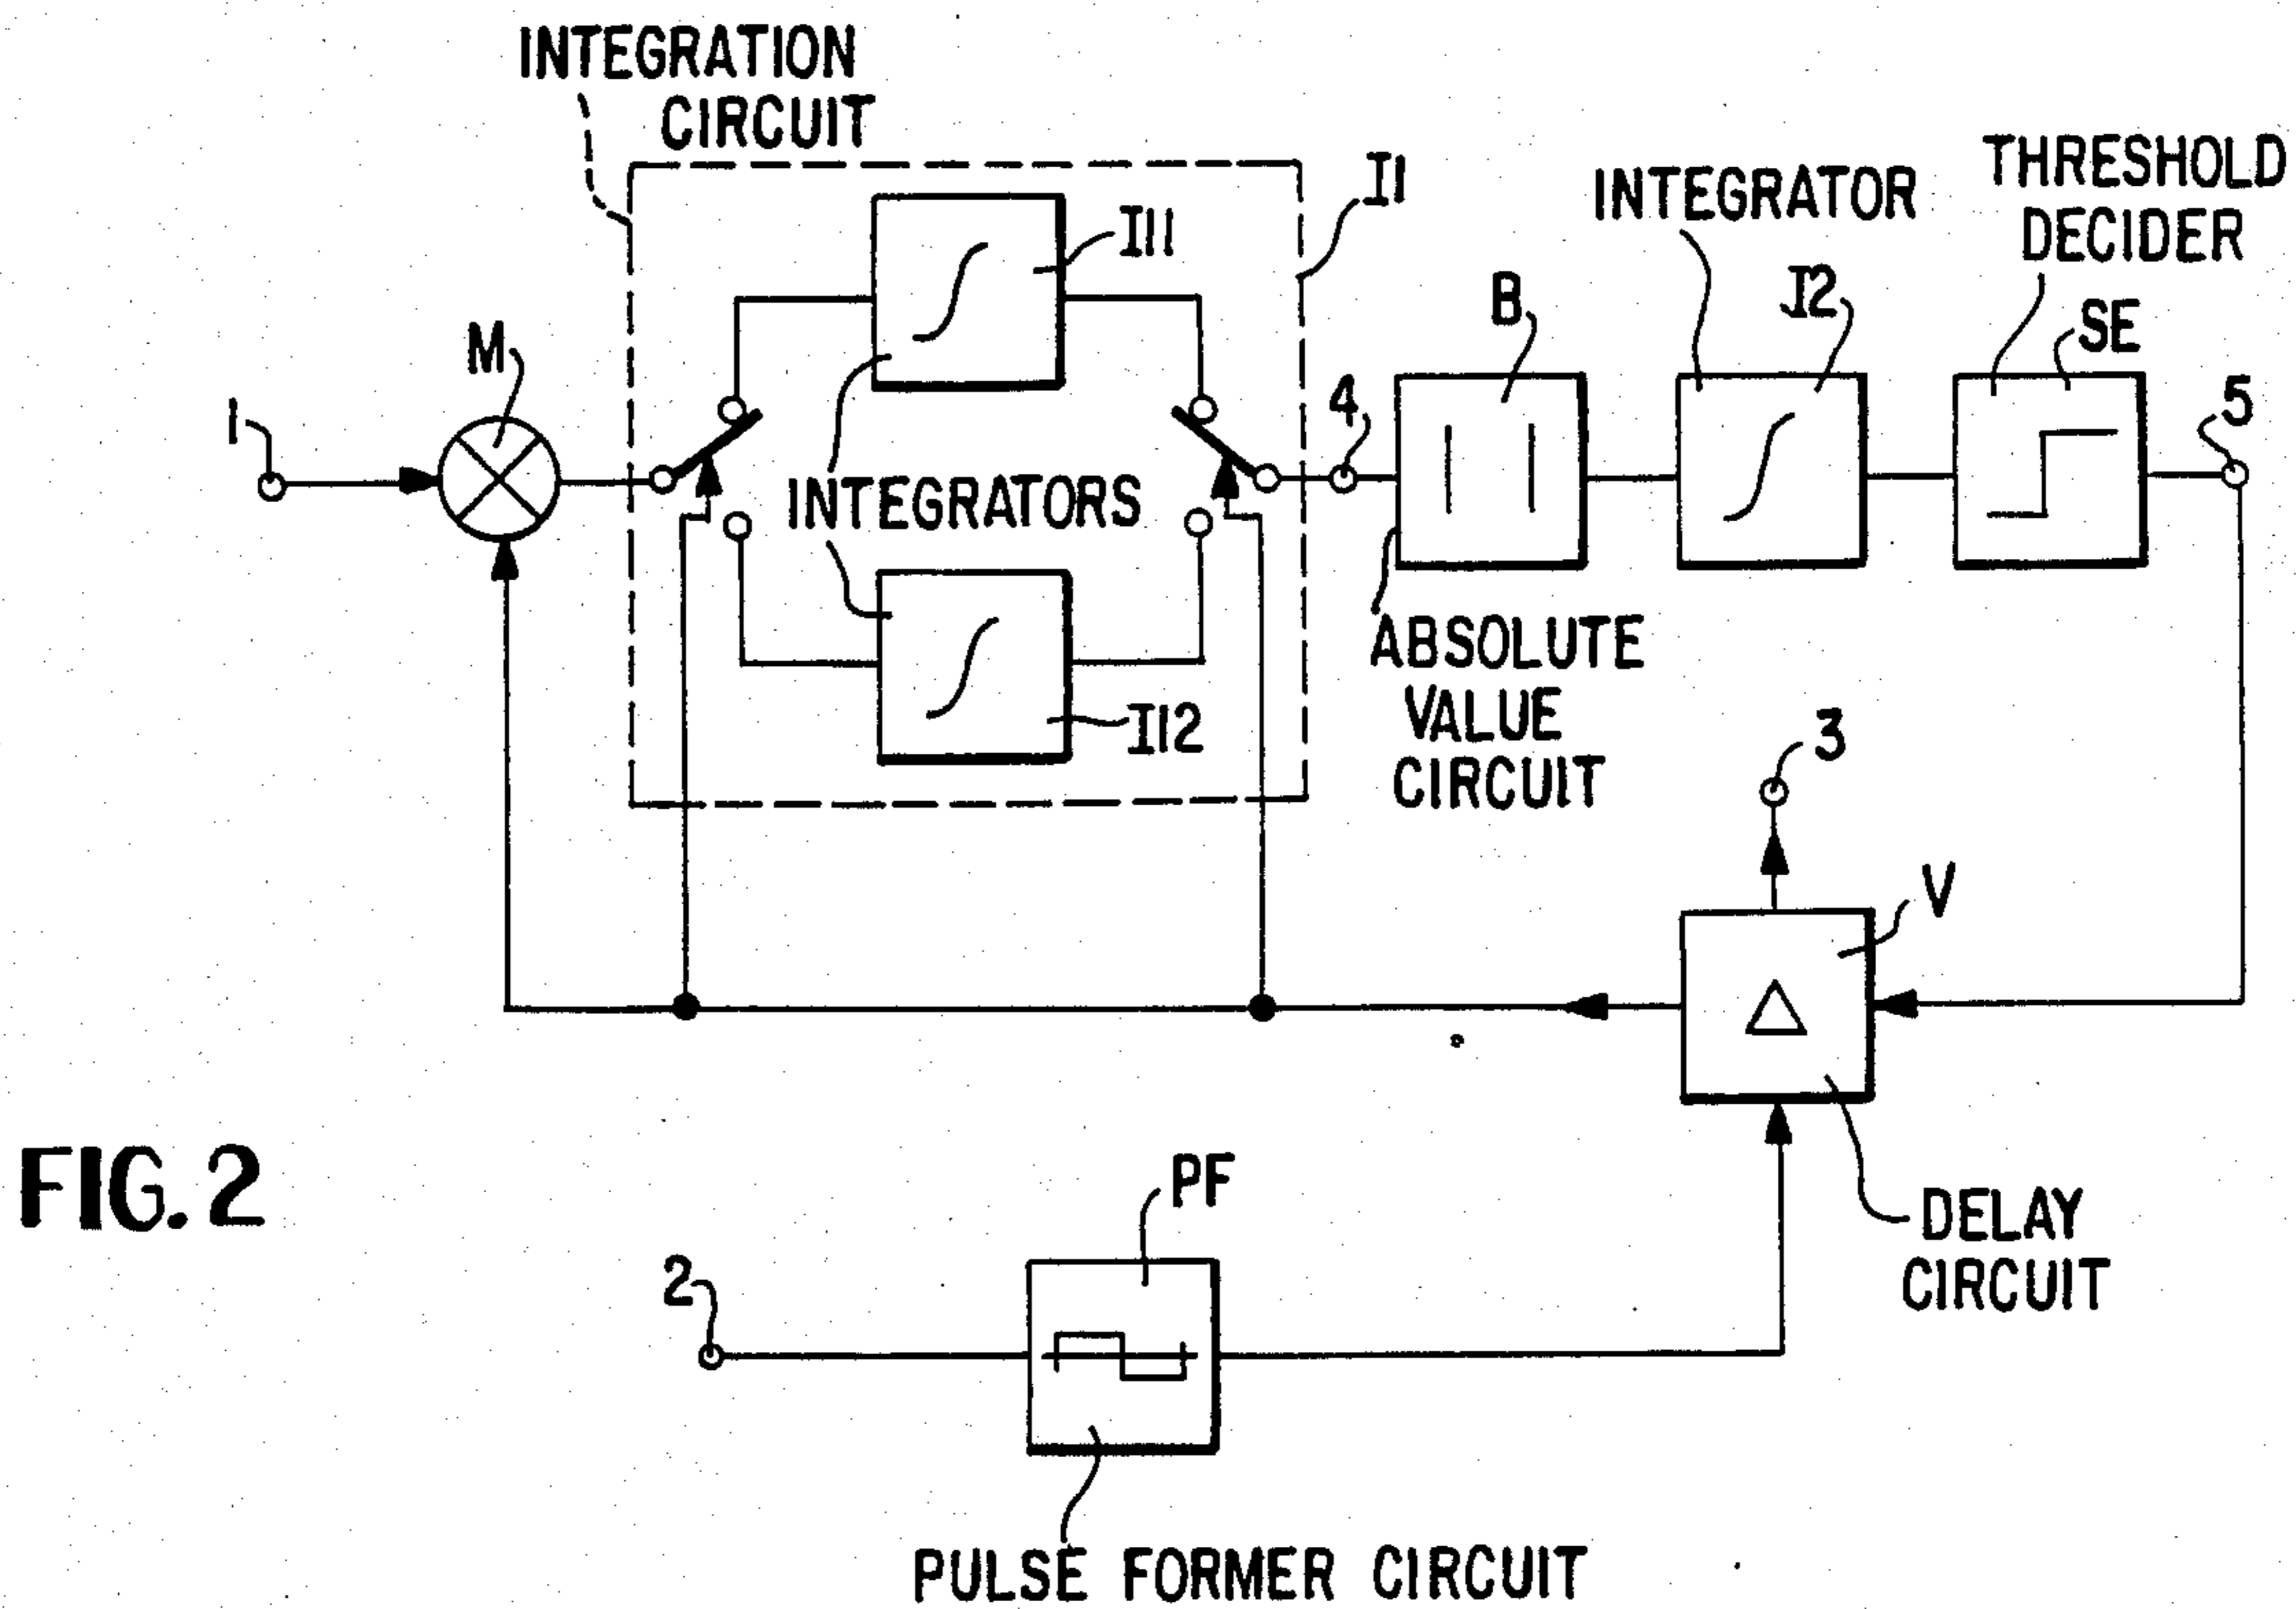 INTEGRATION
CIRCUIT
I1
I11
INTEGRATOR
THRESHOLD
DECIDER
M
B
I2
SE
1
4
5
INTEGRATORS
ABSOLUTE
VALUE
CIRCUIT
I12
3
V
FIG. 2
PF
2
DELAY
CIRCUIT
PULSE FORMER CIRCUIT